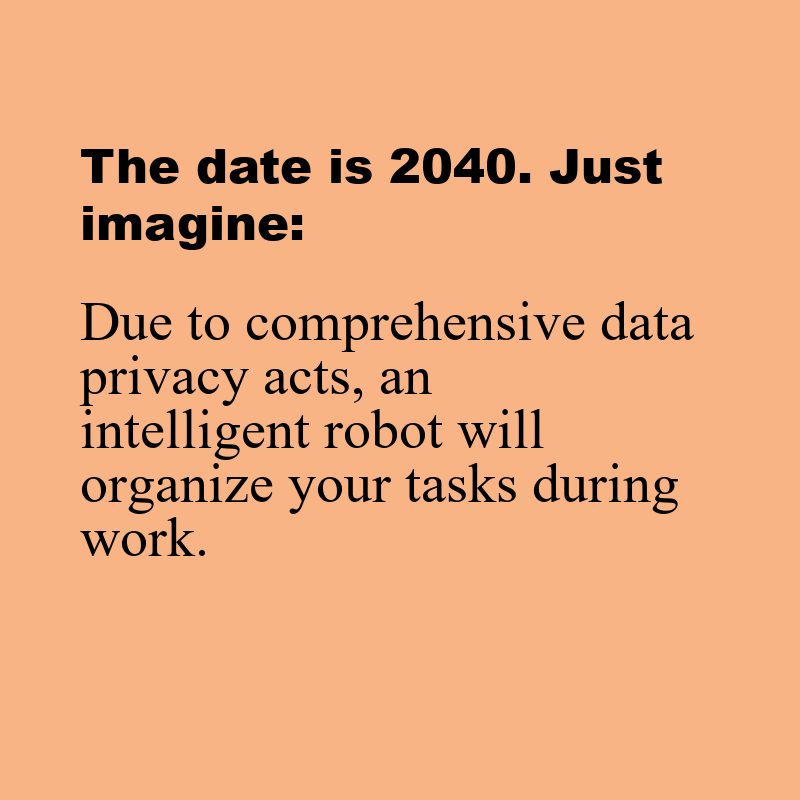 The date is 2040. Just
imagine:
Due to comprehensive data
privacy acts, an
intelligent robot will
organize your tasks during
work.